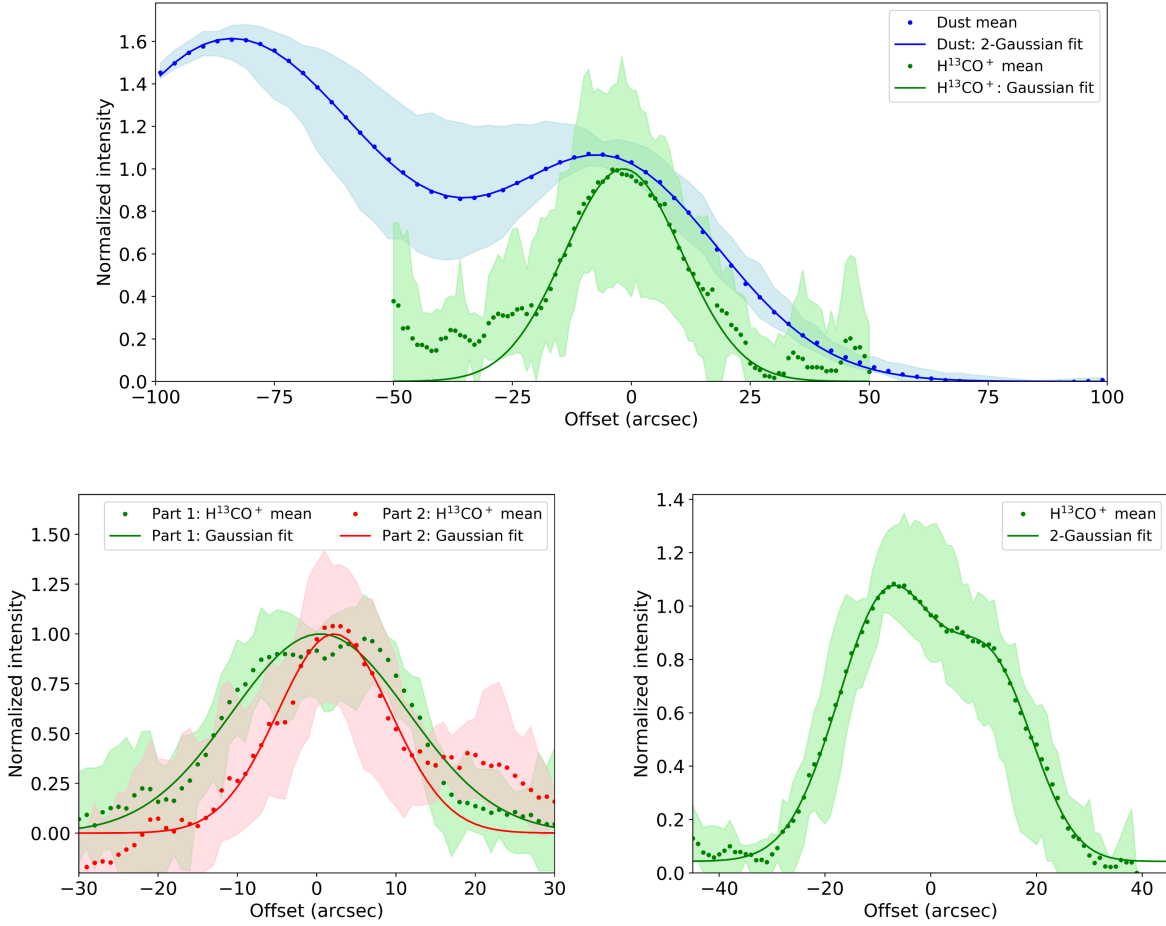 Dust mean
Dust: 2-Gaussian fit
H¹³CO⁺ mean
H¹³CO⁺: Gaussian fit
Normalized intensity
1.6
1.4
1.2
1.0
0.8
0.6
0.4
0.2
0.0
−100 −75 −50 −25 0 25 50 75 100
Offset (arcsec)
Part 1: H¹³CO⁺ mean Part 2: H¹³CO⁺ mean
Part 1: Gaussian fit Part 2: Gaussian fit
Normalized intensity
1.50
1.25
1.00
0.75
0.50
0.25
0.00
−30 −20 −10 0 10 20 30
Offset (arcsec)
H¹³CO⁺ mean
2-Gaussian fit
Normalized intensity
1.4
1.2
1.0
0.8
0.6
0.4
0.2
0.0
−40 −20 0 20 40
Offset (arcsec)